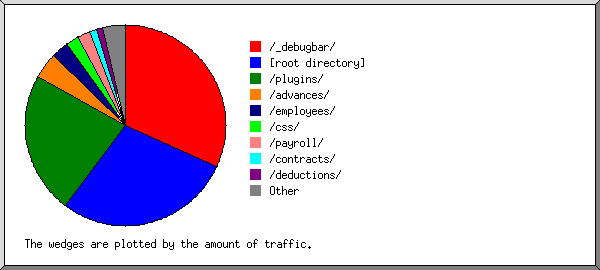 /_debugbar/
[root directory]
/plugins/
/advances/
/employees/
/css/
/payroll/
/contracts/
/deductions/
Other
The wedges are plotted by the amount of traffic.